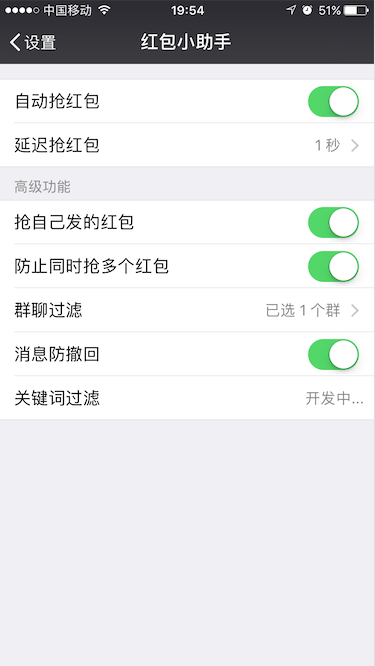 中国移动 19:54 51%
设置 红包小助手
自动抢红包
延迟抢红包 1 秒
高级功能
抢自己发的红包
防止同时抢多个红包
群聊过滤 已选 1 个群
消息防撤回
关键词过滤 开发中...